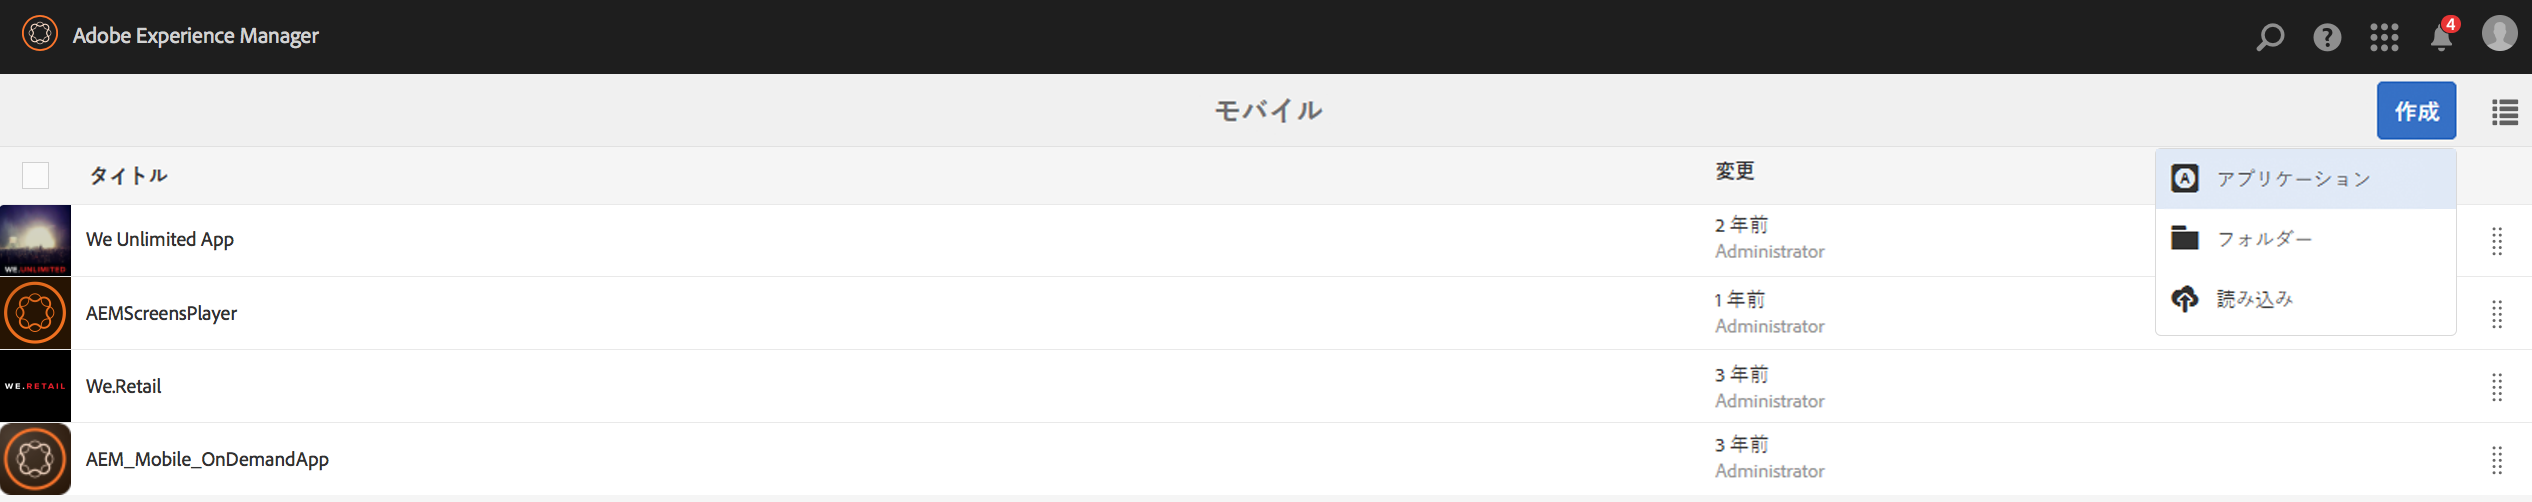 Adobe Experience Manager
4
モバイル
作成
タイトル
変更
アプリケーション
フォルダー
読み込み
WE.UNLIMITED
We Unlimited App
2 年前
Administrator
AEMScreensPlayer
1 年前
Administrator
WE.RETAIL
We.Retail
3 年前
Administrator
AEM_Mobile_OnDemandApp
3 年前
Administrator